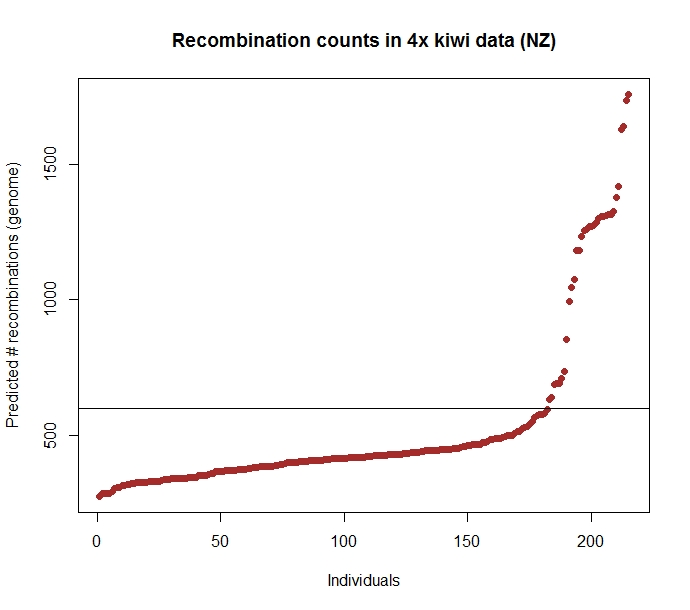 Recombination counts in 4x kiwi data (NZ)
Predicted # recombinations (genome)
1500
1000
500
0 50 100 150 200
Individuals